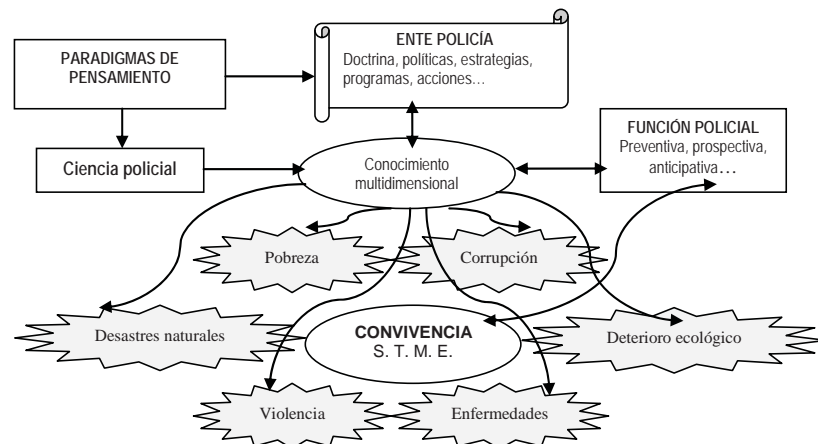 PARADIGMAS DE
PENSAMIENTO
ENTE POLICÍA
Doctrina, políticas, estrategias,
programas, acciones…
FUNCIÓN POLICIAL
Preventiva, prospectiva,
anticipativa…
Ciencia policial
Conocimiento
multidimensional
Pobreza
Corrupción
Desastres naturales
CONVIVENCIA
S. T. M. E.
Deterioro ecológico
Violencia
Enfermedades